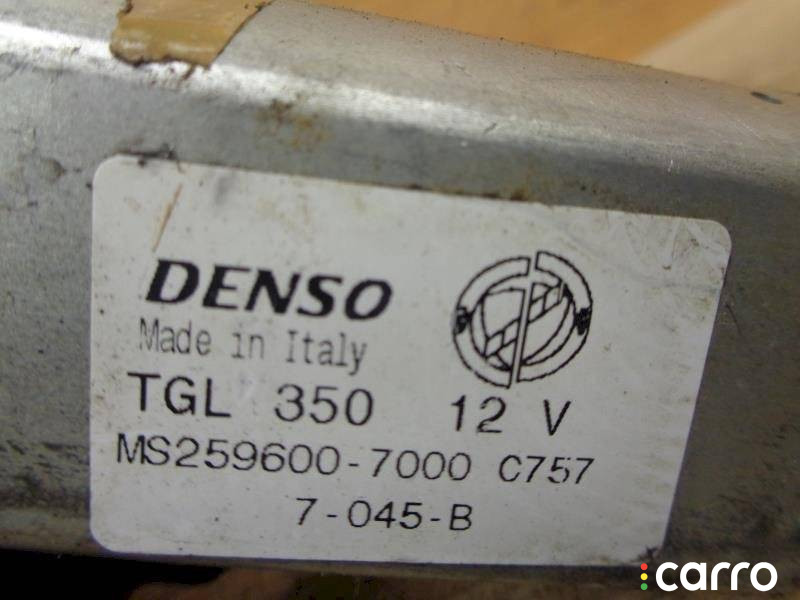 DENSO
Made in Italy
TGL 350 12 V
MS259600-7000 C757
7-045-B
carro